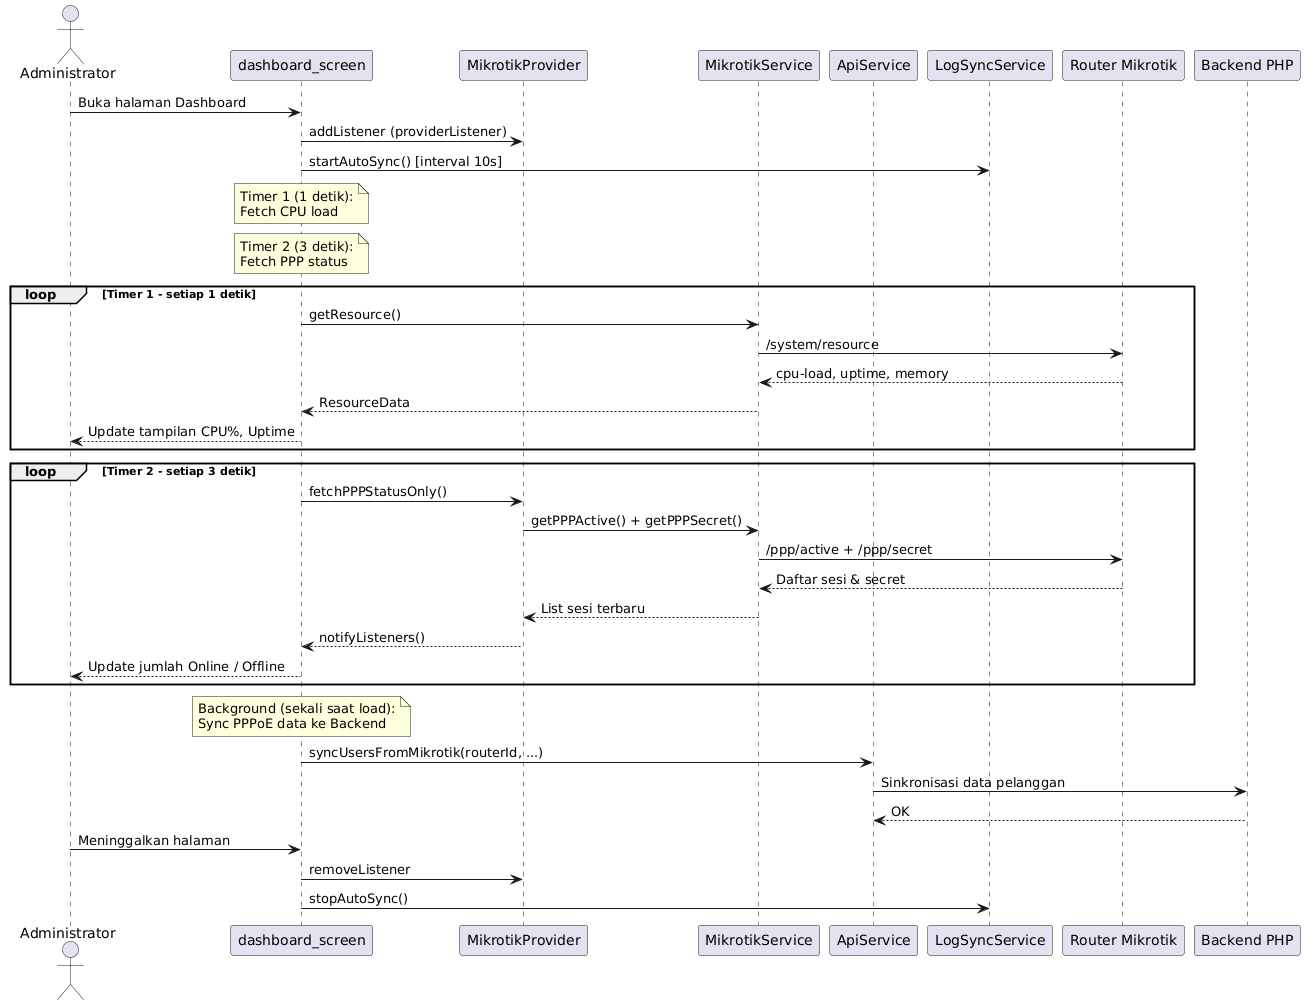 Administrator
dashboard_screen
MikrotikProvider
MikrotikService
ApiService
LogSyncService
Router Mikrotik
Backend PHP
Buka halaman Dashboard
addListener (providerListener)
startAutoSync() [interval 10s]
Timer 1 (1 detik):
Fetch CPU load
Timer 2 (3 detik):
Fetch PPP status
loop [Timer 1 - setiap 1 detik]
getResource()
/system/resource
cpu-load, uptime, memory
ResourceData
Update tampilan CPU%, Uptime
loop [Timer 2 - setiap 3 detik]
fetchPPPStatusOnly()
getPPPActive() + getPPPSecret()
/ppp/active + /ppp/secret
Daftar sesi & secret
List sesi terbaru
notifyListeners()
Update jumlah Online / Offline
Background (sekali saat load):
Sync PPPoE data ke Backend
syncUsersFromMikrotik(routerId, ...)
Sinkronisasi data pelanggan
OK
Meninggalkan halaman
removeListener
stopAutoSync()
Administrator
dashboard_screen
MikrotikProvider
MikrotikService
ApiService
LogSyncService
Router Mikrotik
Backend PHP